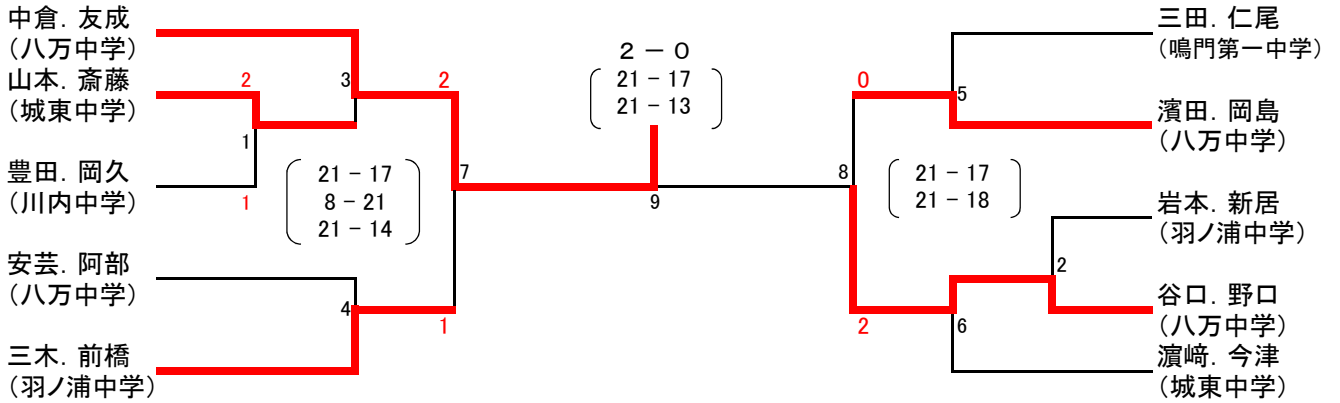 中倉．友成
（八万中学）
山本．斎藤
（城東中学）
豊田．岡久
（川内中学）
安芸．阿部
（八万中学）
三木．前橋
（羽ノ浦中学）
2
1
1
3
4
2
1
21 － 17
8 － 21
21 － 14
7
２ － ０
21 － 17
21 － 13
9
8
0
2
21 － 17
21 － 18
5
2
6
三田．仁尾
（鳴門第一中学）
濱田．岡島
（八万中学）
岩本．新居
（羽ノ浦中学）
谷口．野口
（八万中学）
濵﨑．今津
（城東中学）